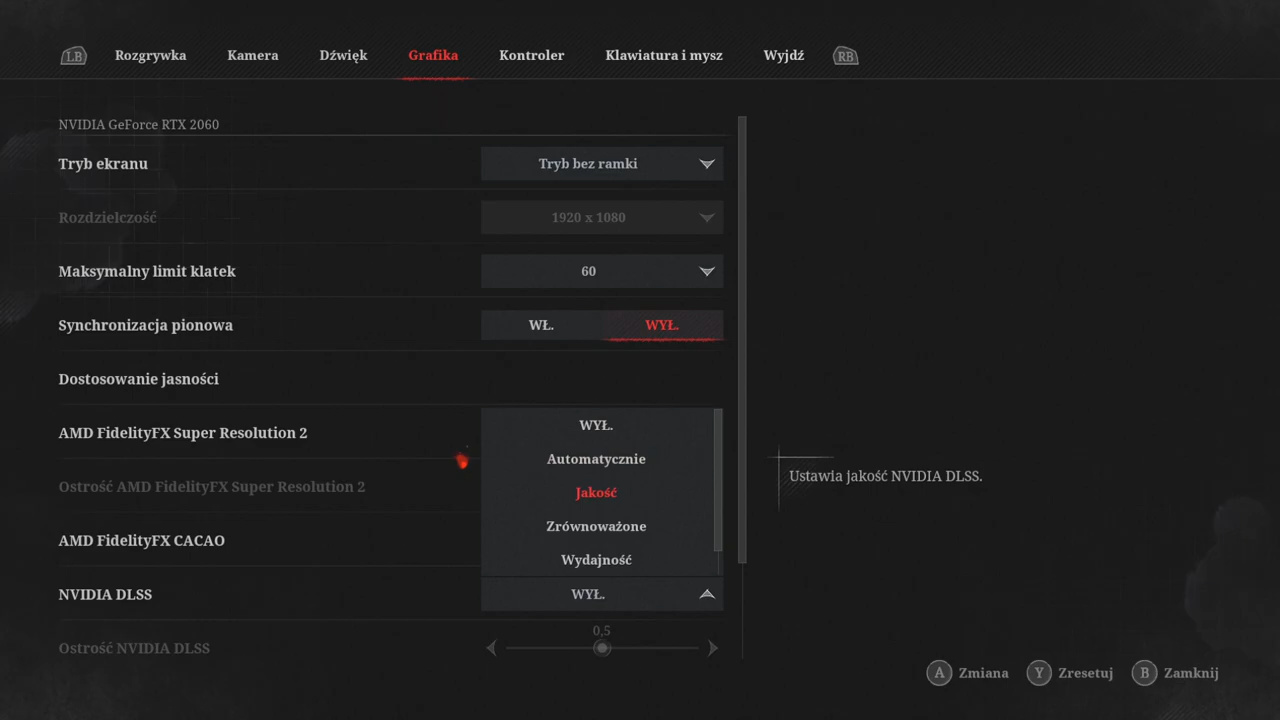 LB
Rozgrywka
Kamera
Dźwięk
Grafika
Kontroler
Klawiatura i mysz
Wyjdź
RB
NVIDIA GeForce RTX 2060
Tryb ekranu
Tryb bez ramki
Rozdzielczość
1920 x 1080
Maksymalny limit klatek
60
Synchronizacja pionowa
WŁ.
WYŁ.
Dostosowanie jasności
WYŁ.
AMD FidelityFX Super Resolution 2
Automatycznie
Ustawia jakość NVIDIA DLSS.
Ostrość AMD FidelityFX Super Resolution 2
Jakość
Zrównoważone
AMD FidelityFX CACAO
Wydajność
NVIDIA DLSS
WYŁ.
0,5
Ostrość NVIDIA DLSS
A Zmiana
Y Zresetuj
B Zamknij